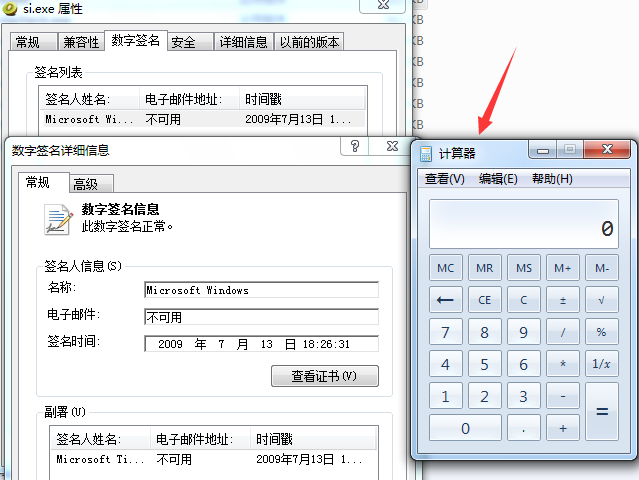 si.exe 属性
常规 兼容性 数字签名 安全 详细信息 以前的版本
签名列表
签名人姓名: 电子邮件地址: 时间戳
Microsoft Wi... 不可用 2009年7月13日 1...
数字签名详细信息
常规 高级
数字签名信息
此数字签名正常。
签名人信息(S)
名称: Microsoft Windows
电子邮件: 不可用
签名时间: 2009 年 7 月 13 日 18:26:31
查看证书(V)
副署(U)
签名人姓名: 电子邮件地址: 时间戳
Microsoft Ti... 不可用 2009年7月13日 1...
KB
KB
KB
KB
KB
计算器
查看(V) 编辑(E) 帮助(H)
0
MC MR MS M+ M-
← CE C ± √
7 8 9 / %
4 5 6 * 1/x
1 2 3 - =
0 . +